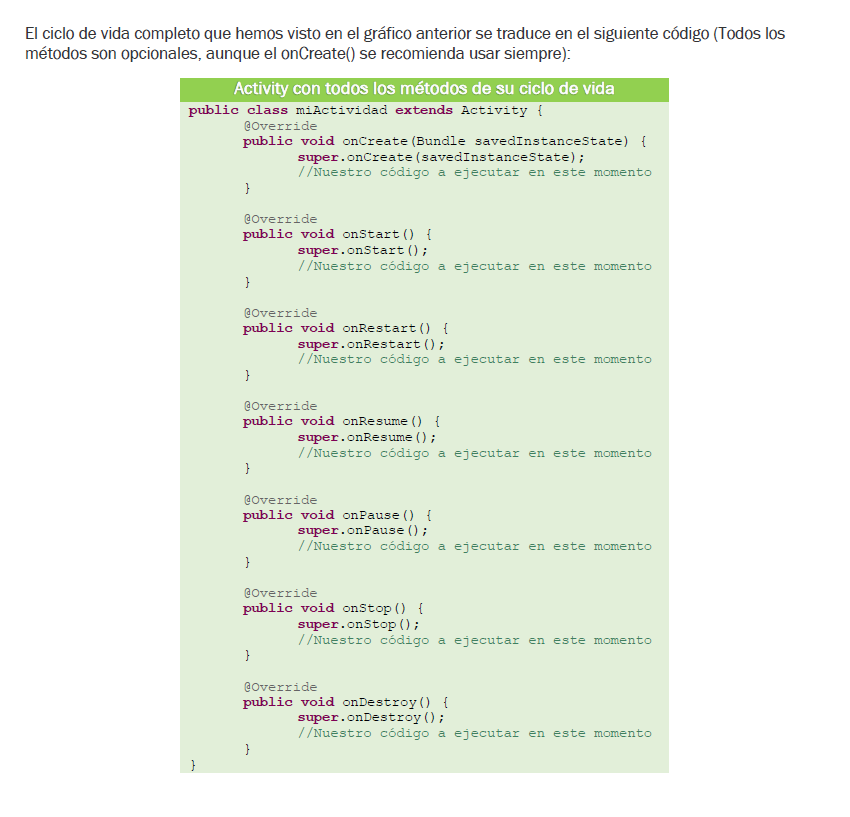 El ciclo de vida completo que hemos visto en el gráfico anterior se traduce en el siguiente código (Todos los
métodos son opcionales, aunque el onCreate() se recomienda usar siempre):
Activity con todos los métodos de su ciclo de vida
public class miActividad extends Activity {
@Override
public void onCreate(Bundle savedInstanceState) {
super.onCreate(savedInstanceState);
//Nuestro código a ejecutar en este momento
}
@Override
public void onStart() {
super.onStart();
//Nuestro código a ejecutar en este momento
}
@Override
public void onRestart() {
super.onRestart();
//Nuestro código a ejecutar en este momento
}
@Override
public void onResume() {
super.onResume();
//Nuestro código a ejecutar en este momento
}
@Override
public void onPause() {
super.onPause();
//Nuestro código a ejecutar en este momento
}
@Override
public void onStop() {
super.onStop();
//Nuestro código a ejecutar en este momento
}
@Override
public void onDestroy() {
super.onDestroy();
//Nuestro código a ejecutar en este momento
}
}